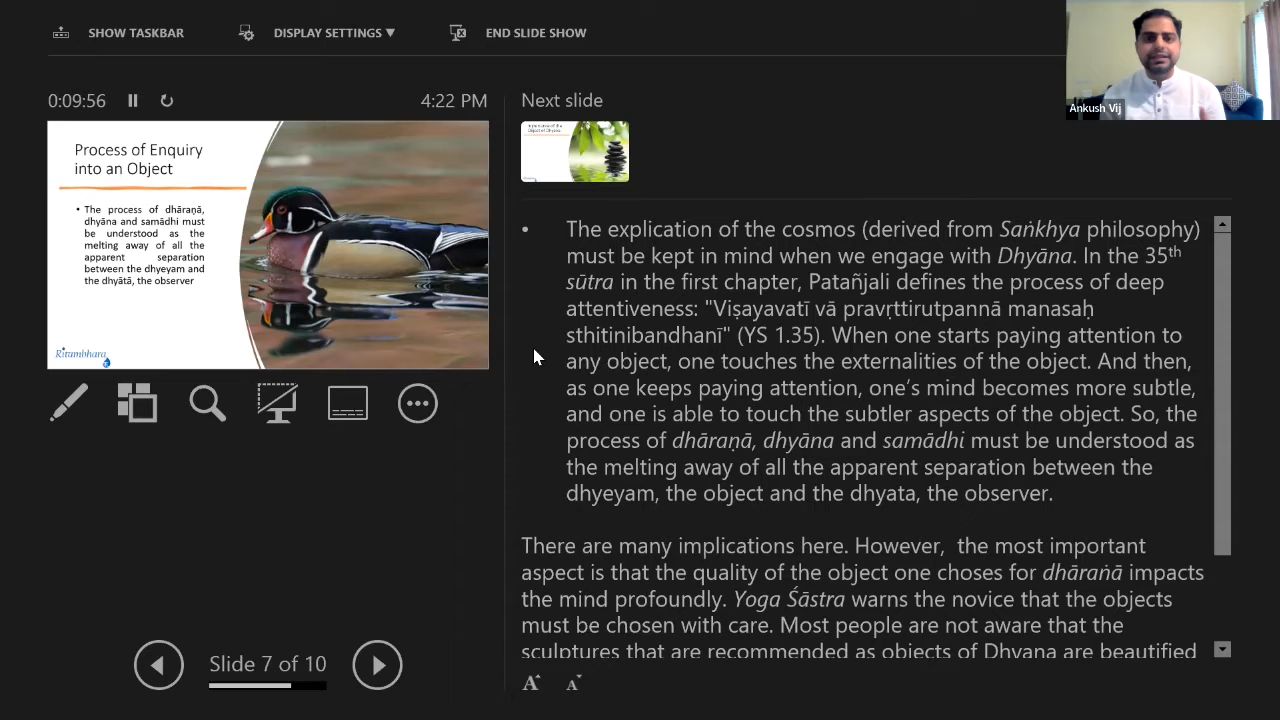 SHOW TASKBAR
DISPLAY SETTINGS ▼
END SLIDE SHOW
Ankush Vij
0:09:56
4:22 PM
Process of Enquiry
into an Object
• The process of dhāraṇā,
dhyāna and samādhi must
be understood as the
melting away of all the
apparent separation
between the dhyeyam and
the dhyātā, the observer
Ritambhara
Slide 7 of 10
Next slide
• The explication of the cosmos (derived from Saṅkhya philosophy)
must be kept in mind when we engage with Dhyāna. In the 35th
sūtra in the first chapter, Patañjali defines the process of deep
attentiveness: "Viṣayavatī vā pravṛttirutpannā manasaḥ
sthitinibandhanī" (YS 1.35). When one starts paying attention to
any object, one touches the externalities of the object. And then,
as one keeps paying attention, one's mind becomes more subtle,
and one is able to touch the subtler aspects of the object. So, the
process of dhāraṇā, dhyāna and samādhi must be understood as
the melting away of all the apparent separation between the
dhyeyam, the object and the dhyata, the observer.
There are many implications here. However, the most important
aspect is that the quality of the object one choses for dhāraṅā impacts
the mind profoundly. Yoga Śāstra warns the novice that the objects
must be chosen with care. Most people are not aware that the
sculptures that are recommended as objects of Dhyana are beautified
A A